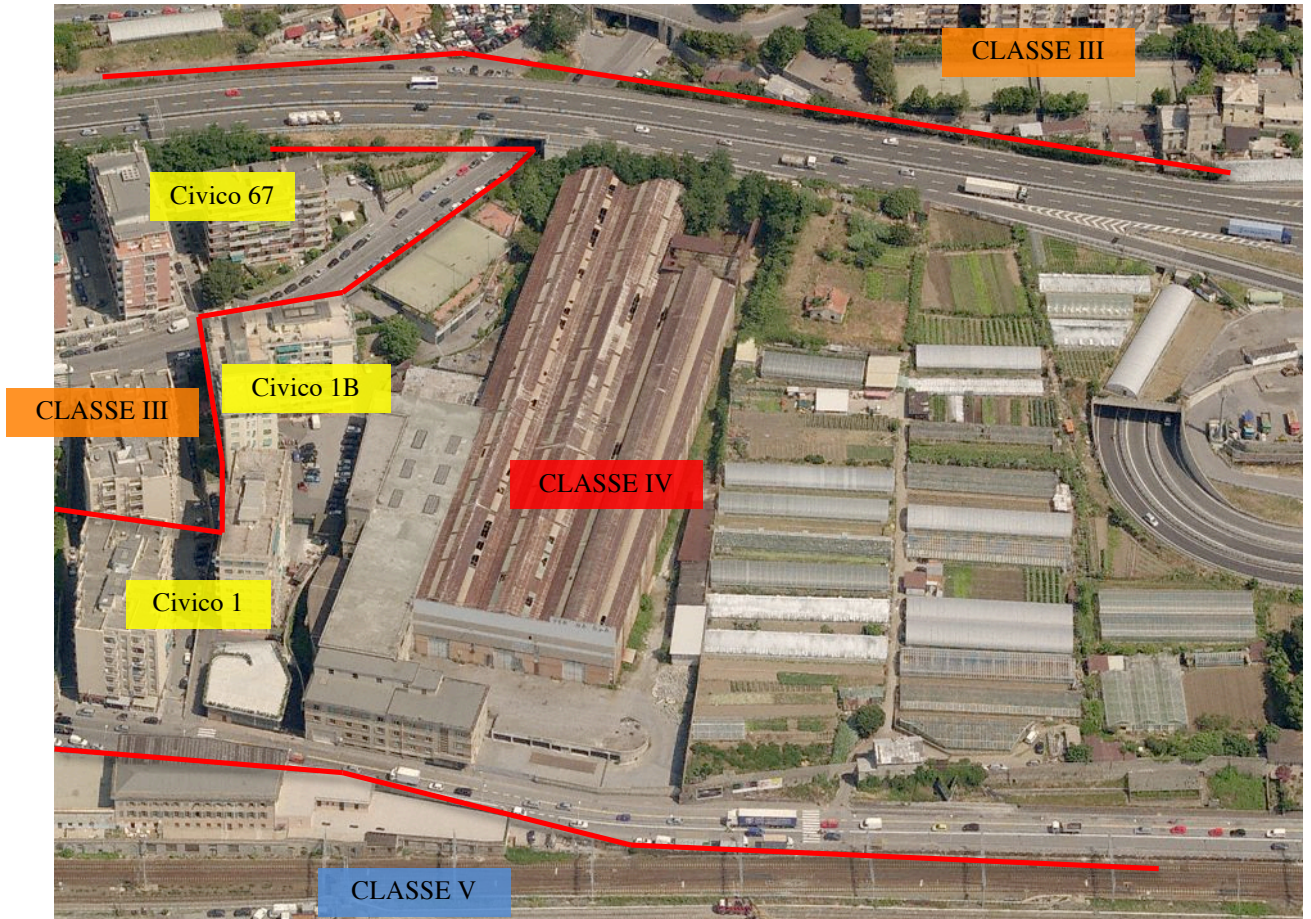 CLASSE III
Civico 67
Civico 1B
CLASSE III
CLASSE IV
Civico 1
CLASSE V